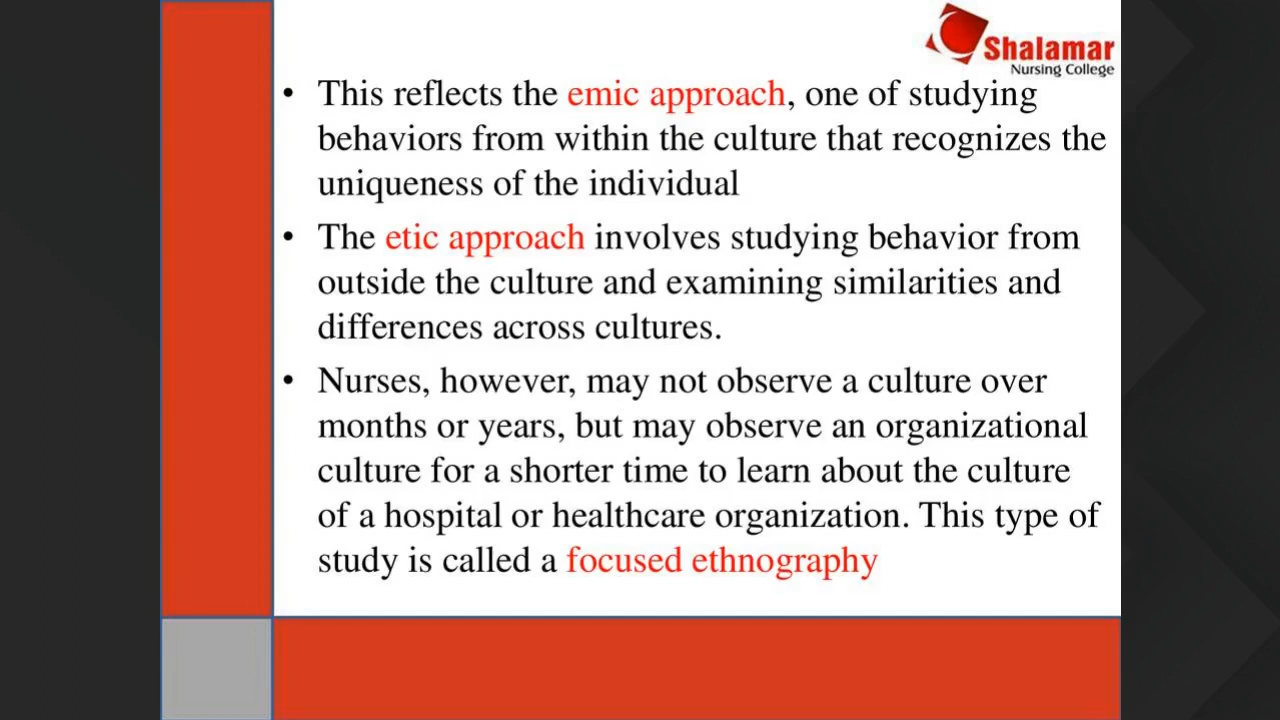 Shalamar
Nursing College
• This reflects the emic approach, one of studying
behaviors from within the culture that recognizes the
uniqueness of the individual
• The etic approach involves studying behavior from
outside the culture and examining similarities and
differences across cultures.
• Nurses, however, may not observe a culture over
months or years, but may observe an organizational
culture for a shorter time to learn about the culture
of a hospital or healthcare organization. This type of
study is called a focused ethnography